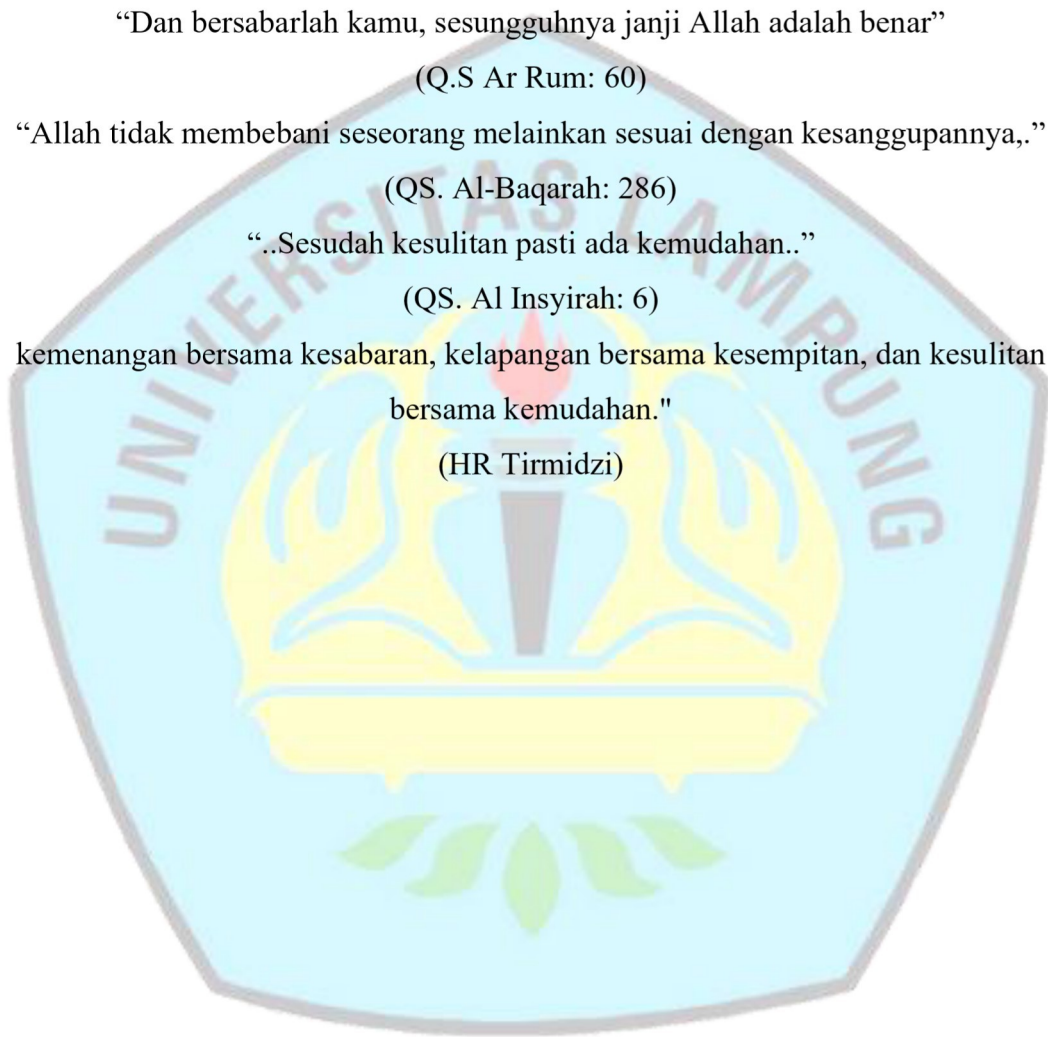 “Dan bersabarlah kamu, sesungguhnya janji Allah adalah benar”
(Q.S Ar Rum: 60)
“Allah tidak membebani seseorang melainkan sesuai dengan kesanggupannya,.”
(QS. Al-Baqarah: 286)
“..Sesudah kesulitan pasti ada kemudahan..”
(QS. Al Insyirah: 6)
kemenangan bersama kesabaran, kelapangan bersama kesempitan, dan kesulitan
bersama kemudahan."
(HR Tirmidzi)
UNIVERSITAS LAMPUNG